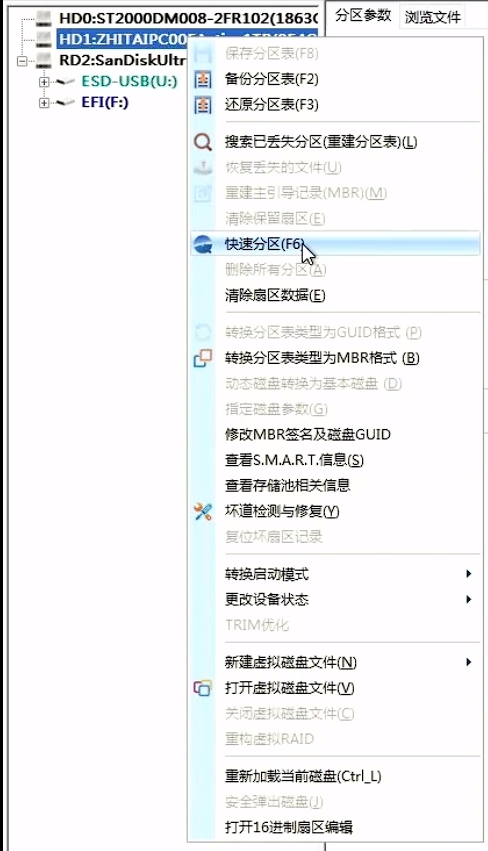 HD0:ST2000DM008-2FR102(1863G
分区参数
浏览文件
RD2:SanDiskUltr
ESD-USB(U:)
EFI(F:)
保存分区表(F8)
备份分区表(F2)
还原分区表(F3)
搜索已丢失分区(重建分区表)(L)
恢复丢失的文件(U)
重建主引导记录(MBR)(M)
清除保留扇区(E)
快速分区(F6)
删除所有分区(A)
清除扇区数据(E)
转换分区表类型为GUID格式 (P)
转换分区表类型为MBR格式 (B)
动态磁盘转换为基本磁盘 (D)
指定磁盘参数(G)
修改MBR签名及磁盘GUID
查看S.M.A.R.T.信息(S)
查看存储池相关信息
坏道检测与修复(Y)
复位坏扇区记录
转换启动模式
更改设备状态
TRIM优化
新建虚拟磁盘文件(N)
打开虚拟磁盘文件(V)
关闭虚拟磁盘文件(C)
重构虚拟RAID
重新加载当前磁盘(Ctrl_L)
安全弹出磁盘(J)
打开16进制扇区编辑